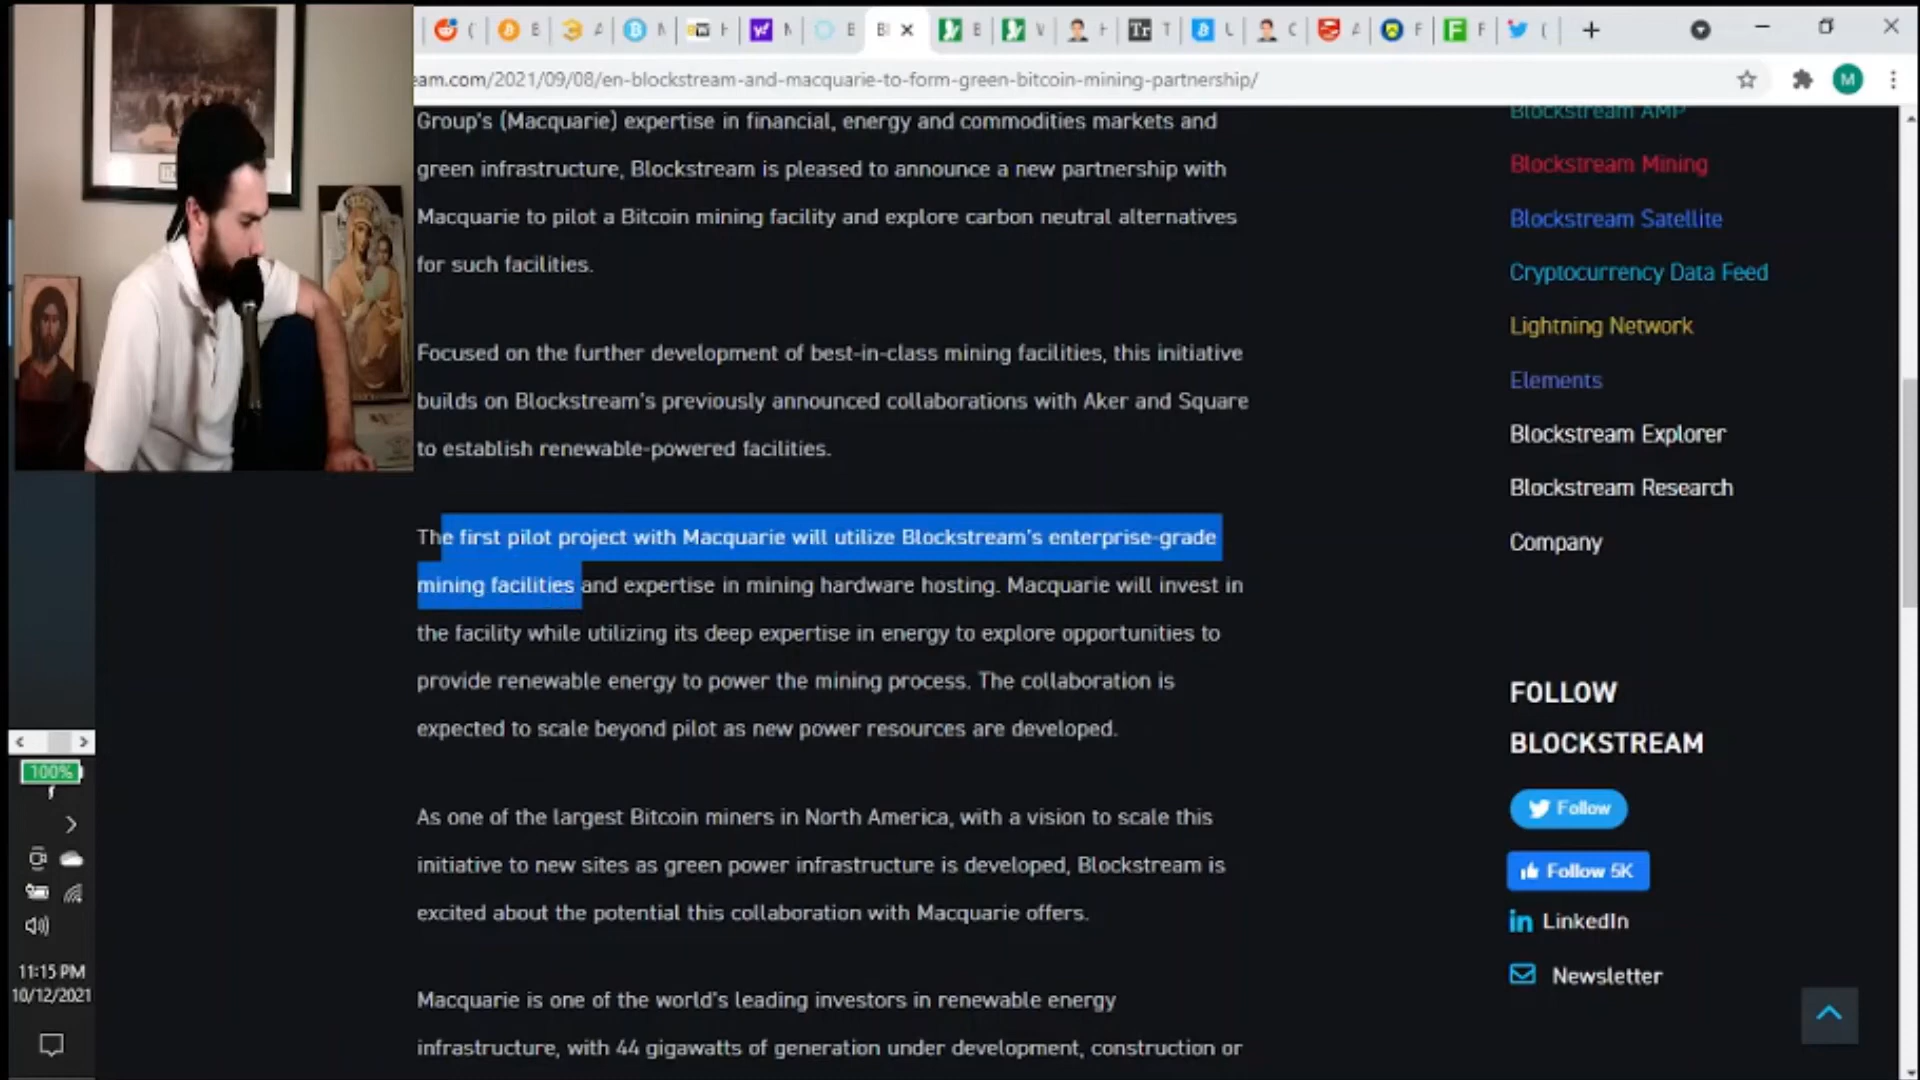 am.com/2021/09/08/en-blockstream-and-macquarie-to-form-green-bitcoin-mining-partnership/
M
Group's (Macquarie) expertise in financial, energy and commodities markets and
green infrastructure, Blockstream is pleased to announce a new partnership with
Macquarie to pilot a Bitcoin mining facility and explore carbon neutral alternatives
for such facilities.
Focused on the further development of best-in-class mining facilities, this initiative
builds on Blockstream's previously announced collaborations with Aker and Square
to establish renewable-powered facilities.
The first pilot project with Macquarie will utilize Blockstream's enterprise-grade
mining facilities and expertise in mining hardware hosting. Macquarie will invest in
the facility while utilizing its deep expertise in energy to explore opportunities to
provide renewable energy to power the mining process. The collaboration is
expected to scale beyond pilot as new power resources are developed.
As one of the largest Bitcoin miners in North America, with a vision to scale this
initiative to new sites as green power infrastructure is developed, Blockstream is
excited about the potential this collaboration with Macquarie offers.
Macquarie is one of the world's leading investors in renewable energy
infrastructure, with 44 gigawatts of generation under development, construction or
Blockstream AMP
Blockstream Mining
Blockstream Satellite
Cryptocurrency Data Feed
Lightning Network
Elements
Blockstream Explorer
Blockstream Research
Company
FOLLOW
BLOCKSTREAM
Follow
Follow 5K
LinkedIn
Newsletter
100%
11:15 PM
10/12/2021